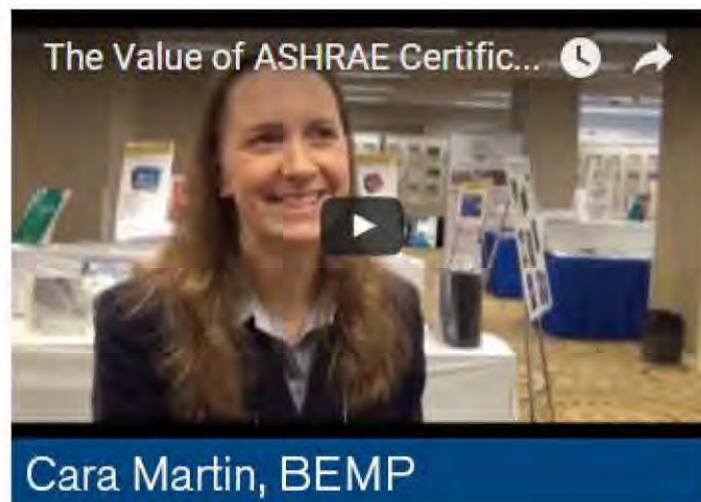 The Value of ASHRAE Certific...
Cara Martin, BEMP